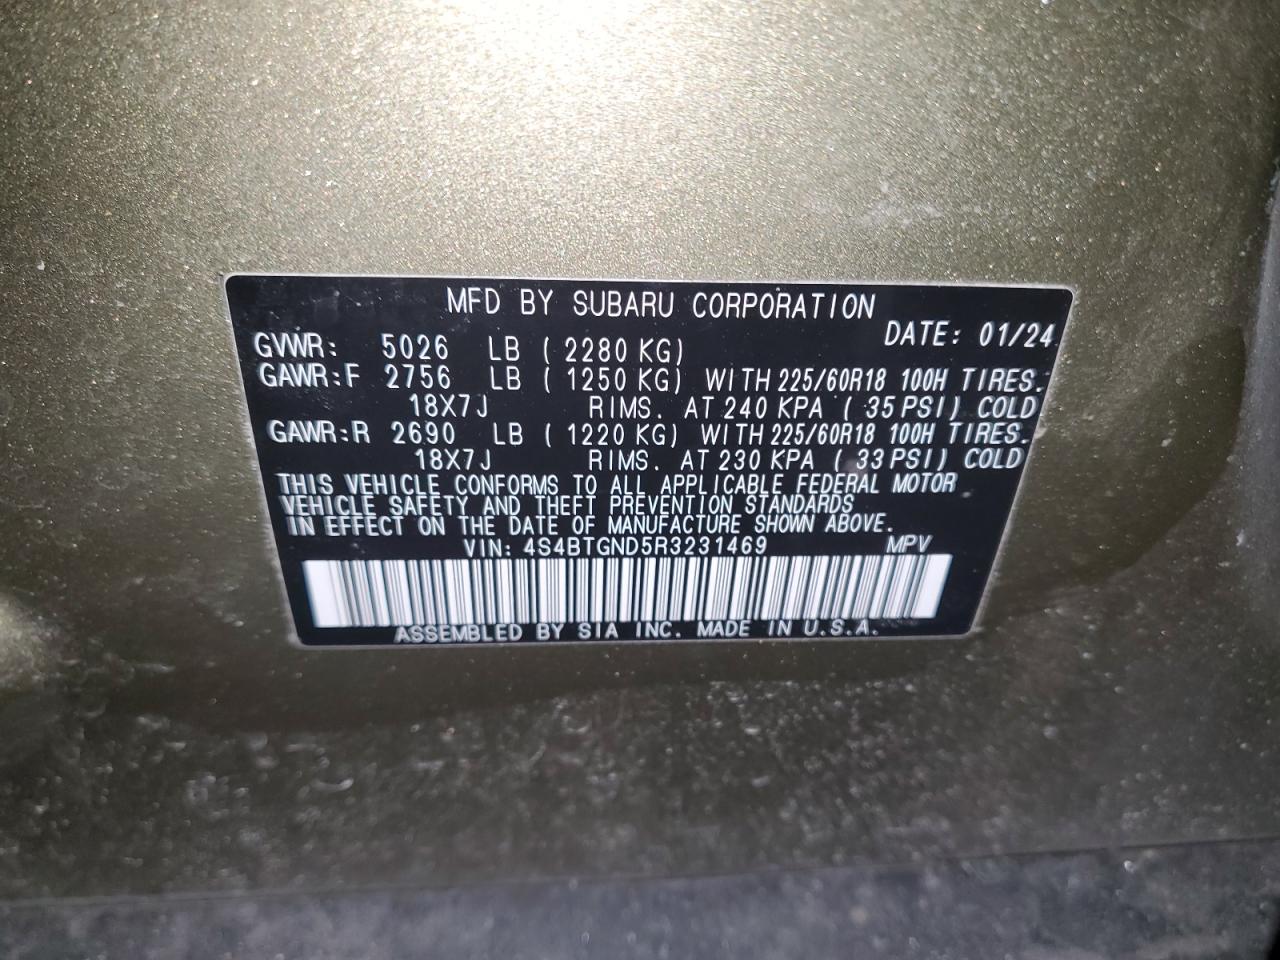 MFD BY SUBARU CORPORATION
DATE: 01/24
GVWR: 5026 LB ( 2280 KG)
GAWR:F 2756 LB ( 1250 KG) WITH 225/60R18 100H TIRES.
18X7J RIMS. AT 240 KPA ( 35 PSI) COLD
GAWR:R 2690 LB ( 1220 KG) WITH 225/60R18 100H TIRES.
18X7J RIMS. AT 230 KPA ( 33 PSI) COLD
THIS VEHICLE CONFORMS TO ALL APPLICABLE FEDERAL MOTOR
VEHICLE SAFETY AND THEFT PREVENTION STANDARDS
IN EFFECT ON THE DATE OF MANUFACTURE SHOWN ABOVE.
VIN: 4S4BTGND5R3231469 MPV
ASSEMBLED BY SIA INC. MADE IN U.S.A.